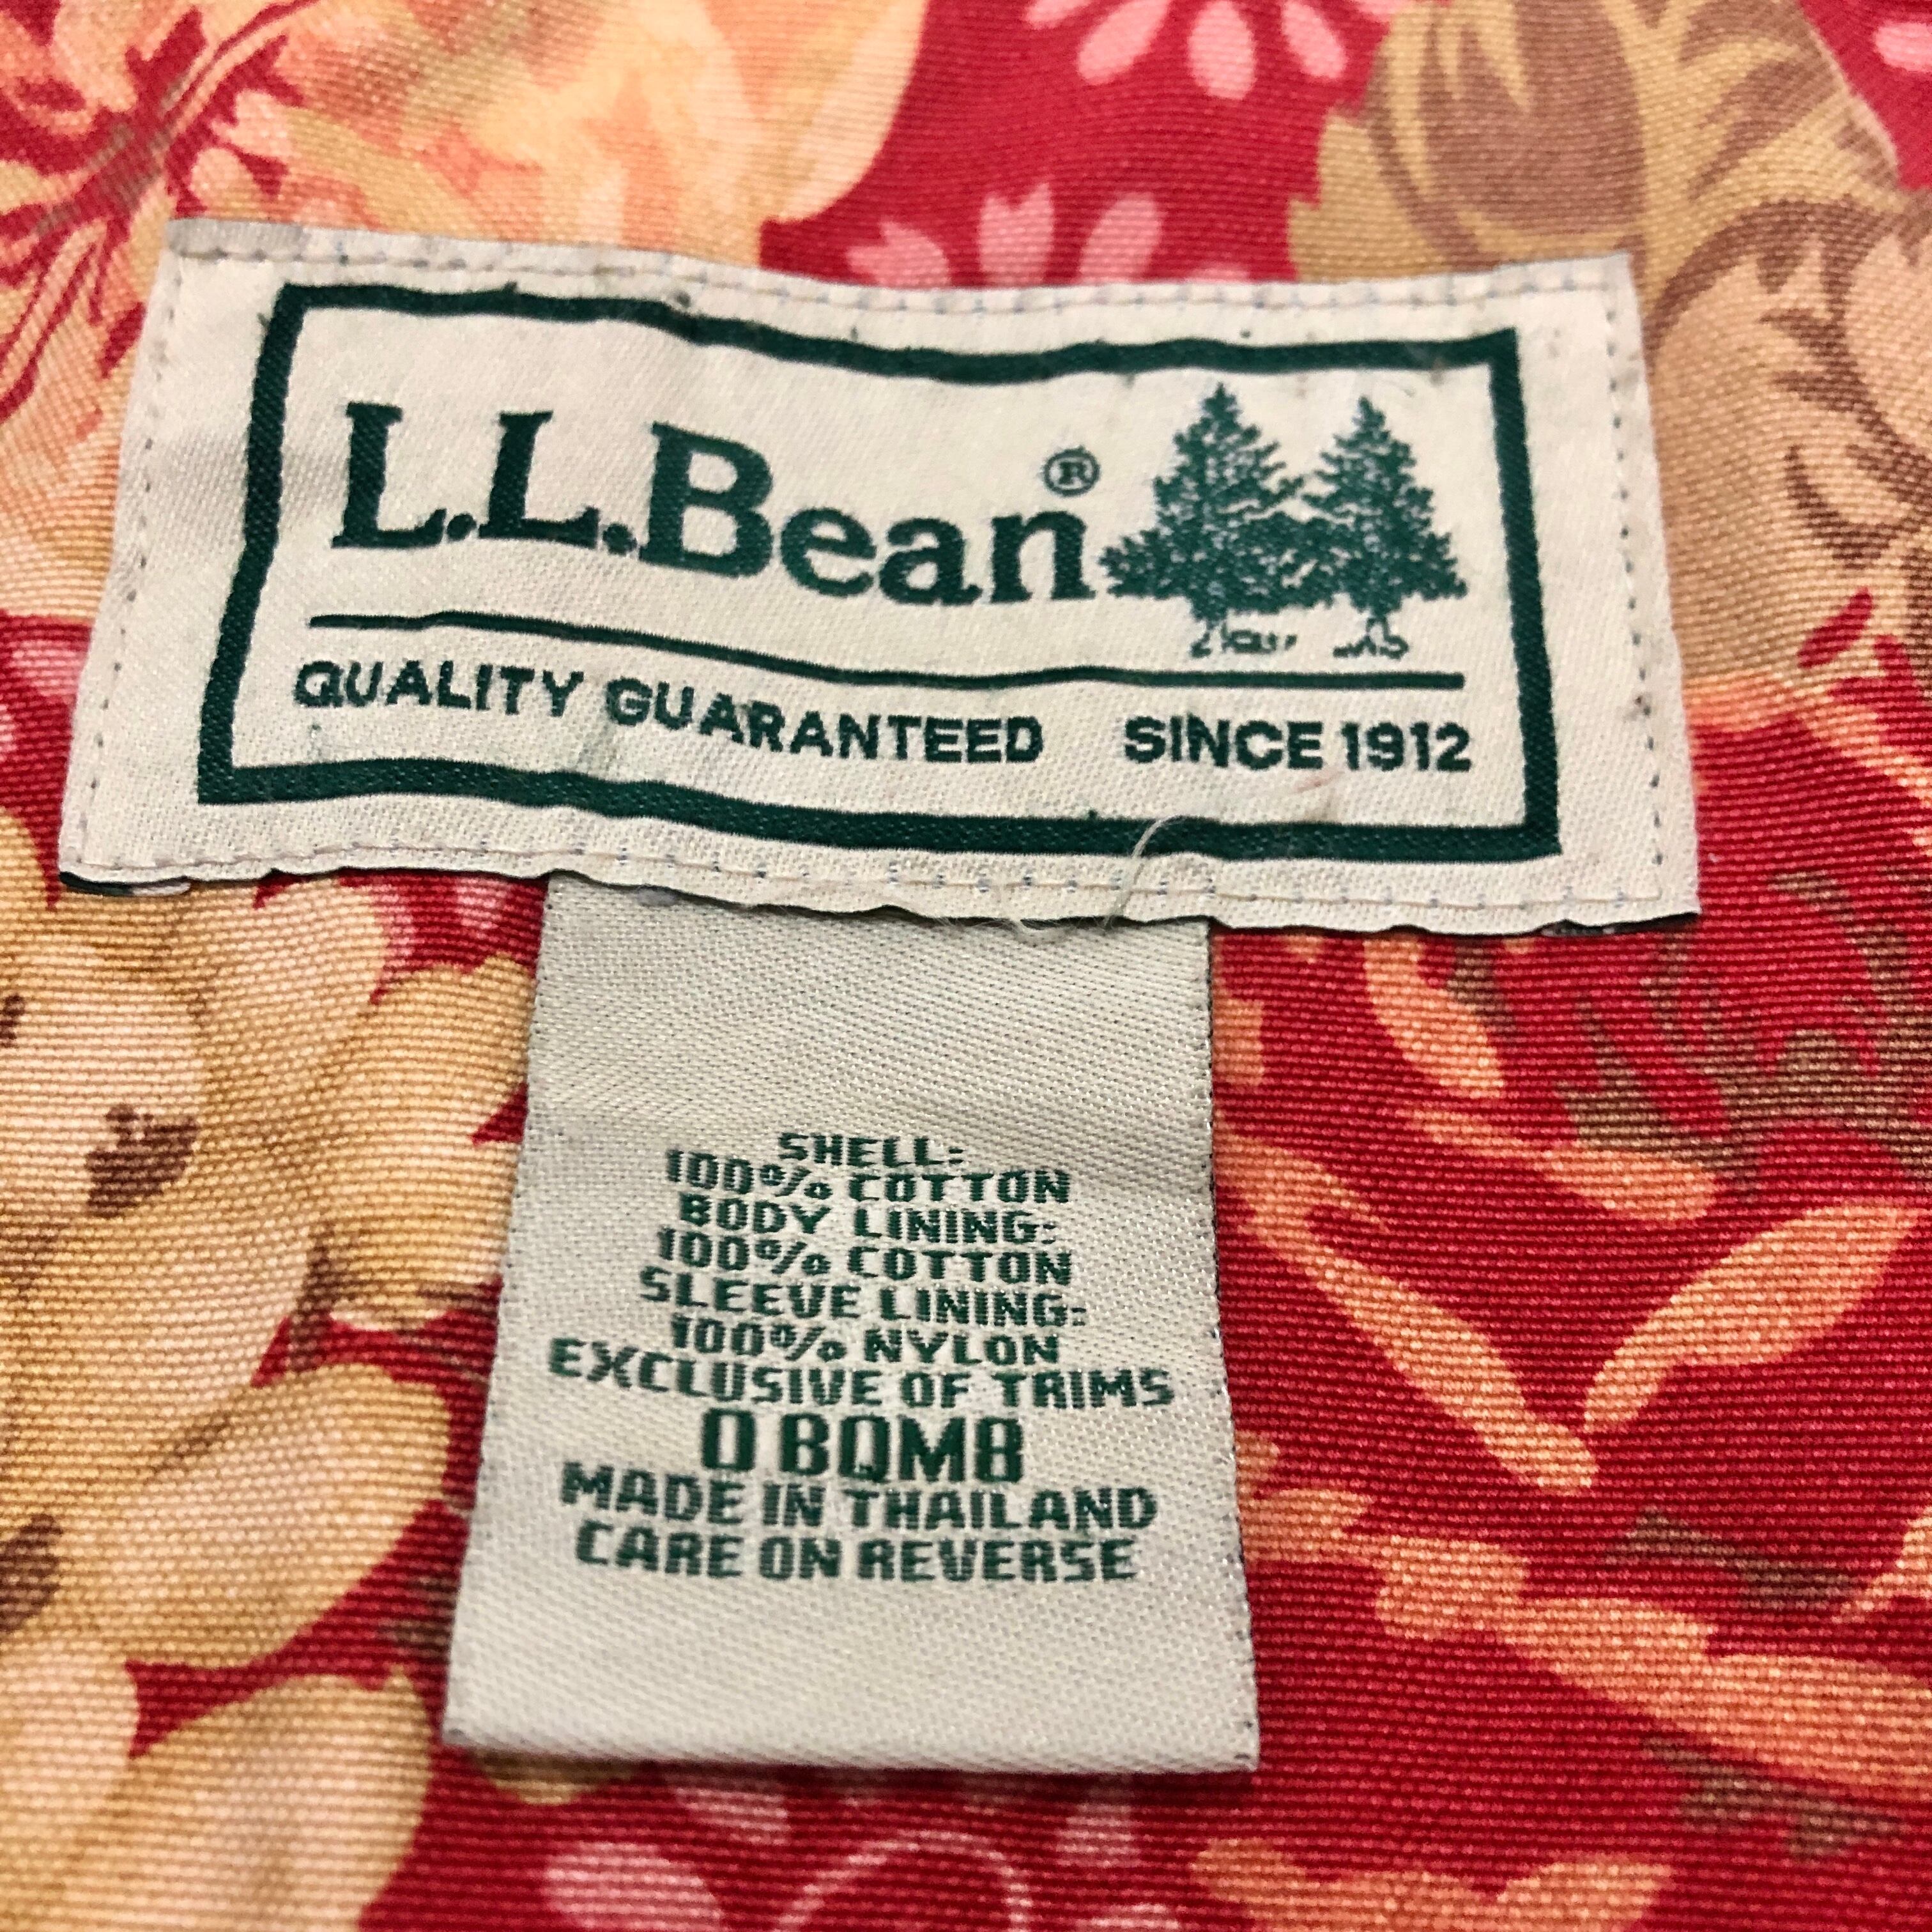 L.L.Bean®
QUALITY GUARANTEED SINCE 1912
SHELL:
100% COTTON
BODY LINING:
100% COTTON
SLEEVE LINING:
100% NYLON
EXCLUSIVE OF TRIMS
0 BQM8
MADE IN THAILAND
CARE ON REVERSE